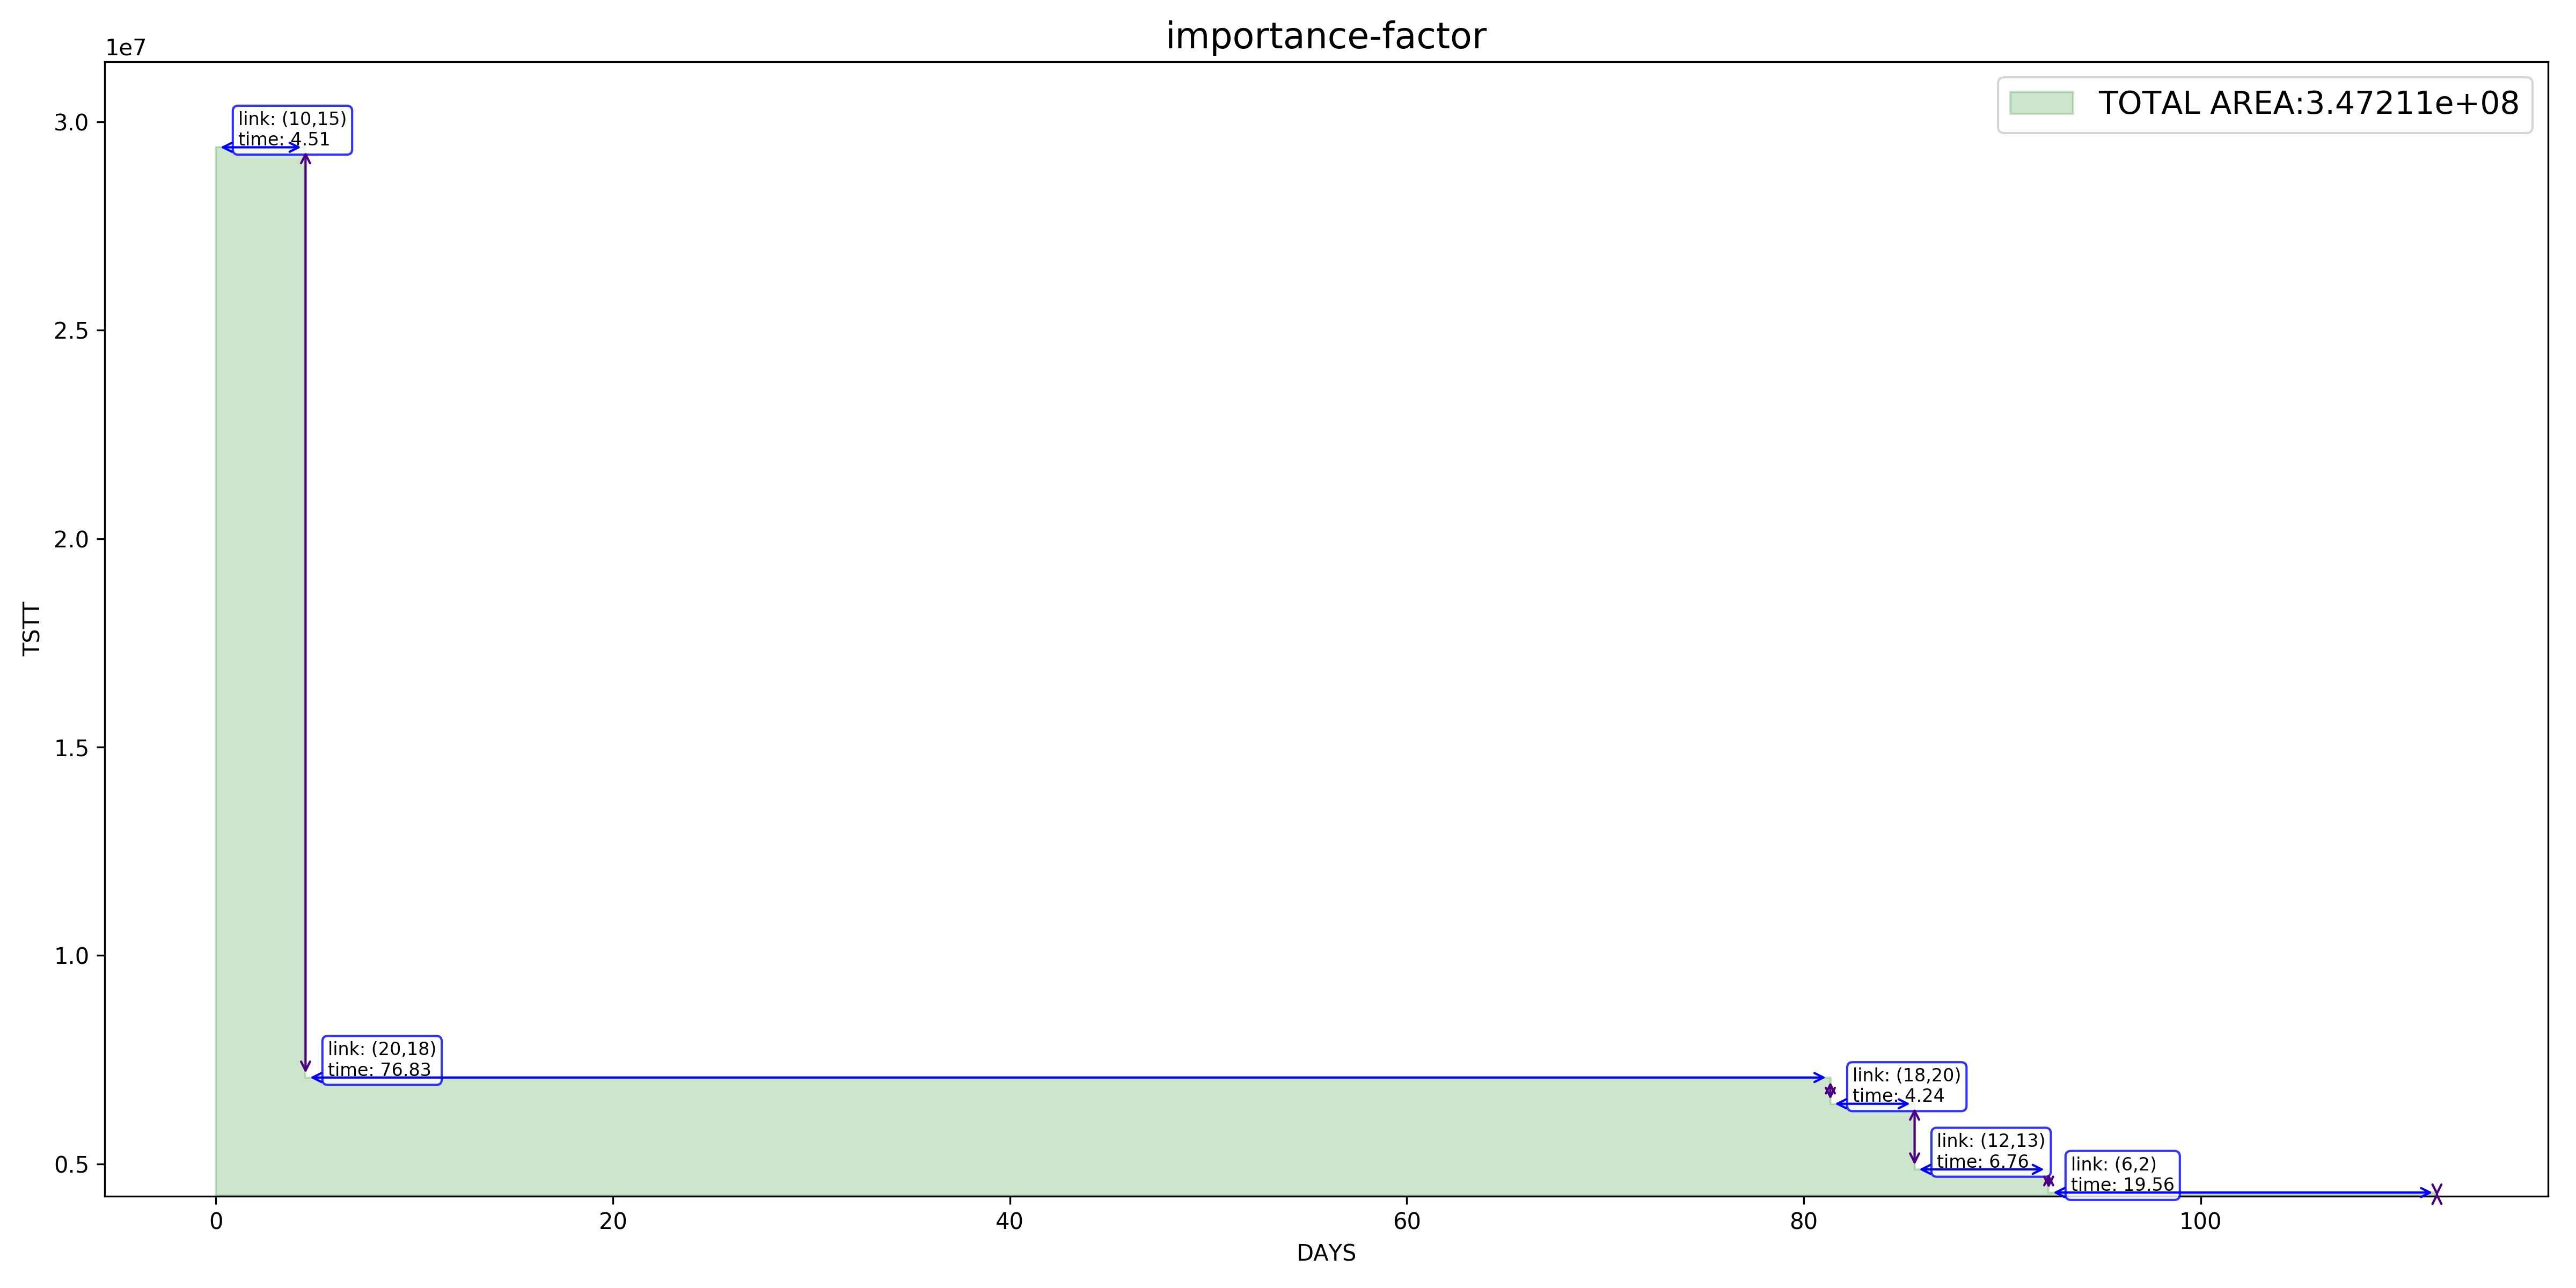 importance-factor
1e7
TOTAL AREA:3.47211e+08
3.0
2.5
2.0
1.5
1.0
0.5
TSTT
link: (10,15)
time: 4.51
link: (20,18)
time: 76.83
link: (18,20)
time: 4.24
link: (12,13)
time: 6.76
link: (6,2)
time: 19.56
0
20
40
60
80
100
DAYS